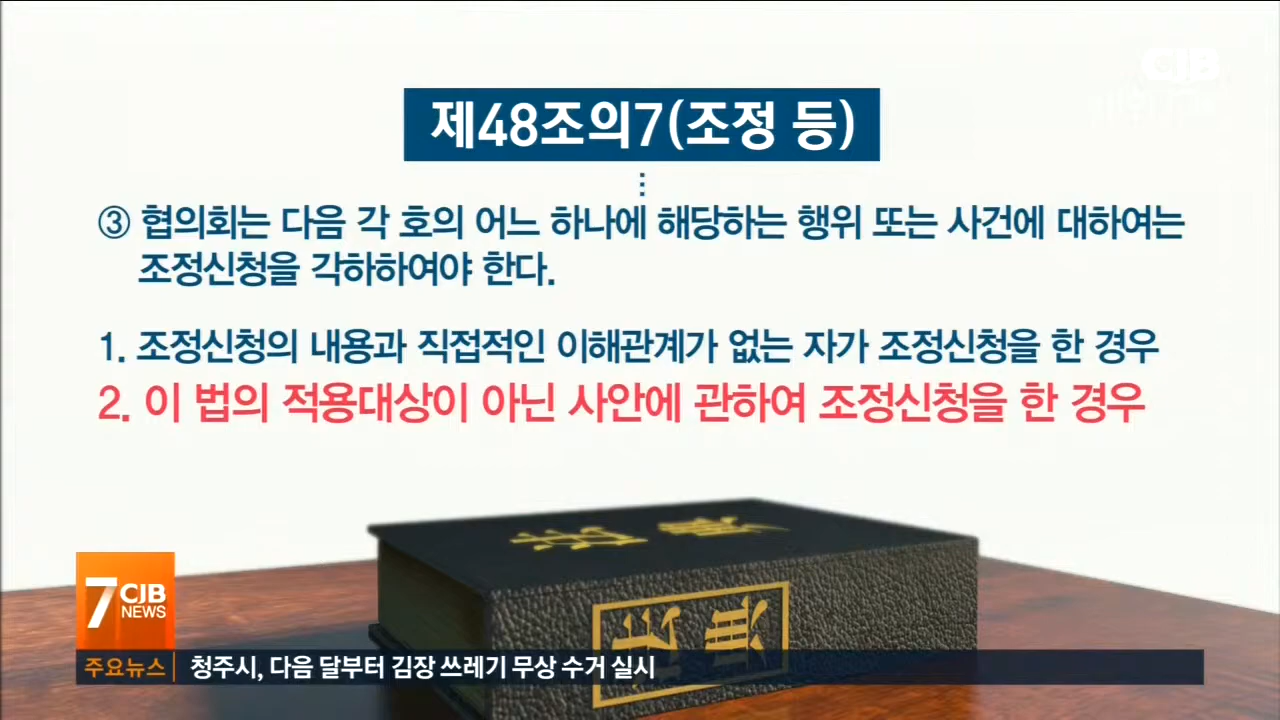 CJB
제48조의7(조정 등)
③ 협의회는 다음 각 호의 어느 하나에 해당하는 행위 또는 사건에 대하여는
조정신청을 각하하여야 한다.
1. 조정신청의 내용과 직접적인 이해관계가 없는 자가 조정신청을 한 경우
2. 이 법의 적용대상이 아닌 사안에 관하여 조정신청을 한 경우
7 CJB
NEWS
주요뉴스 청주시, 다음 달부터 김장 쓰레기 무상 수거 실시